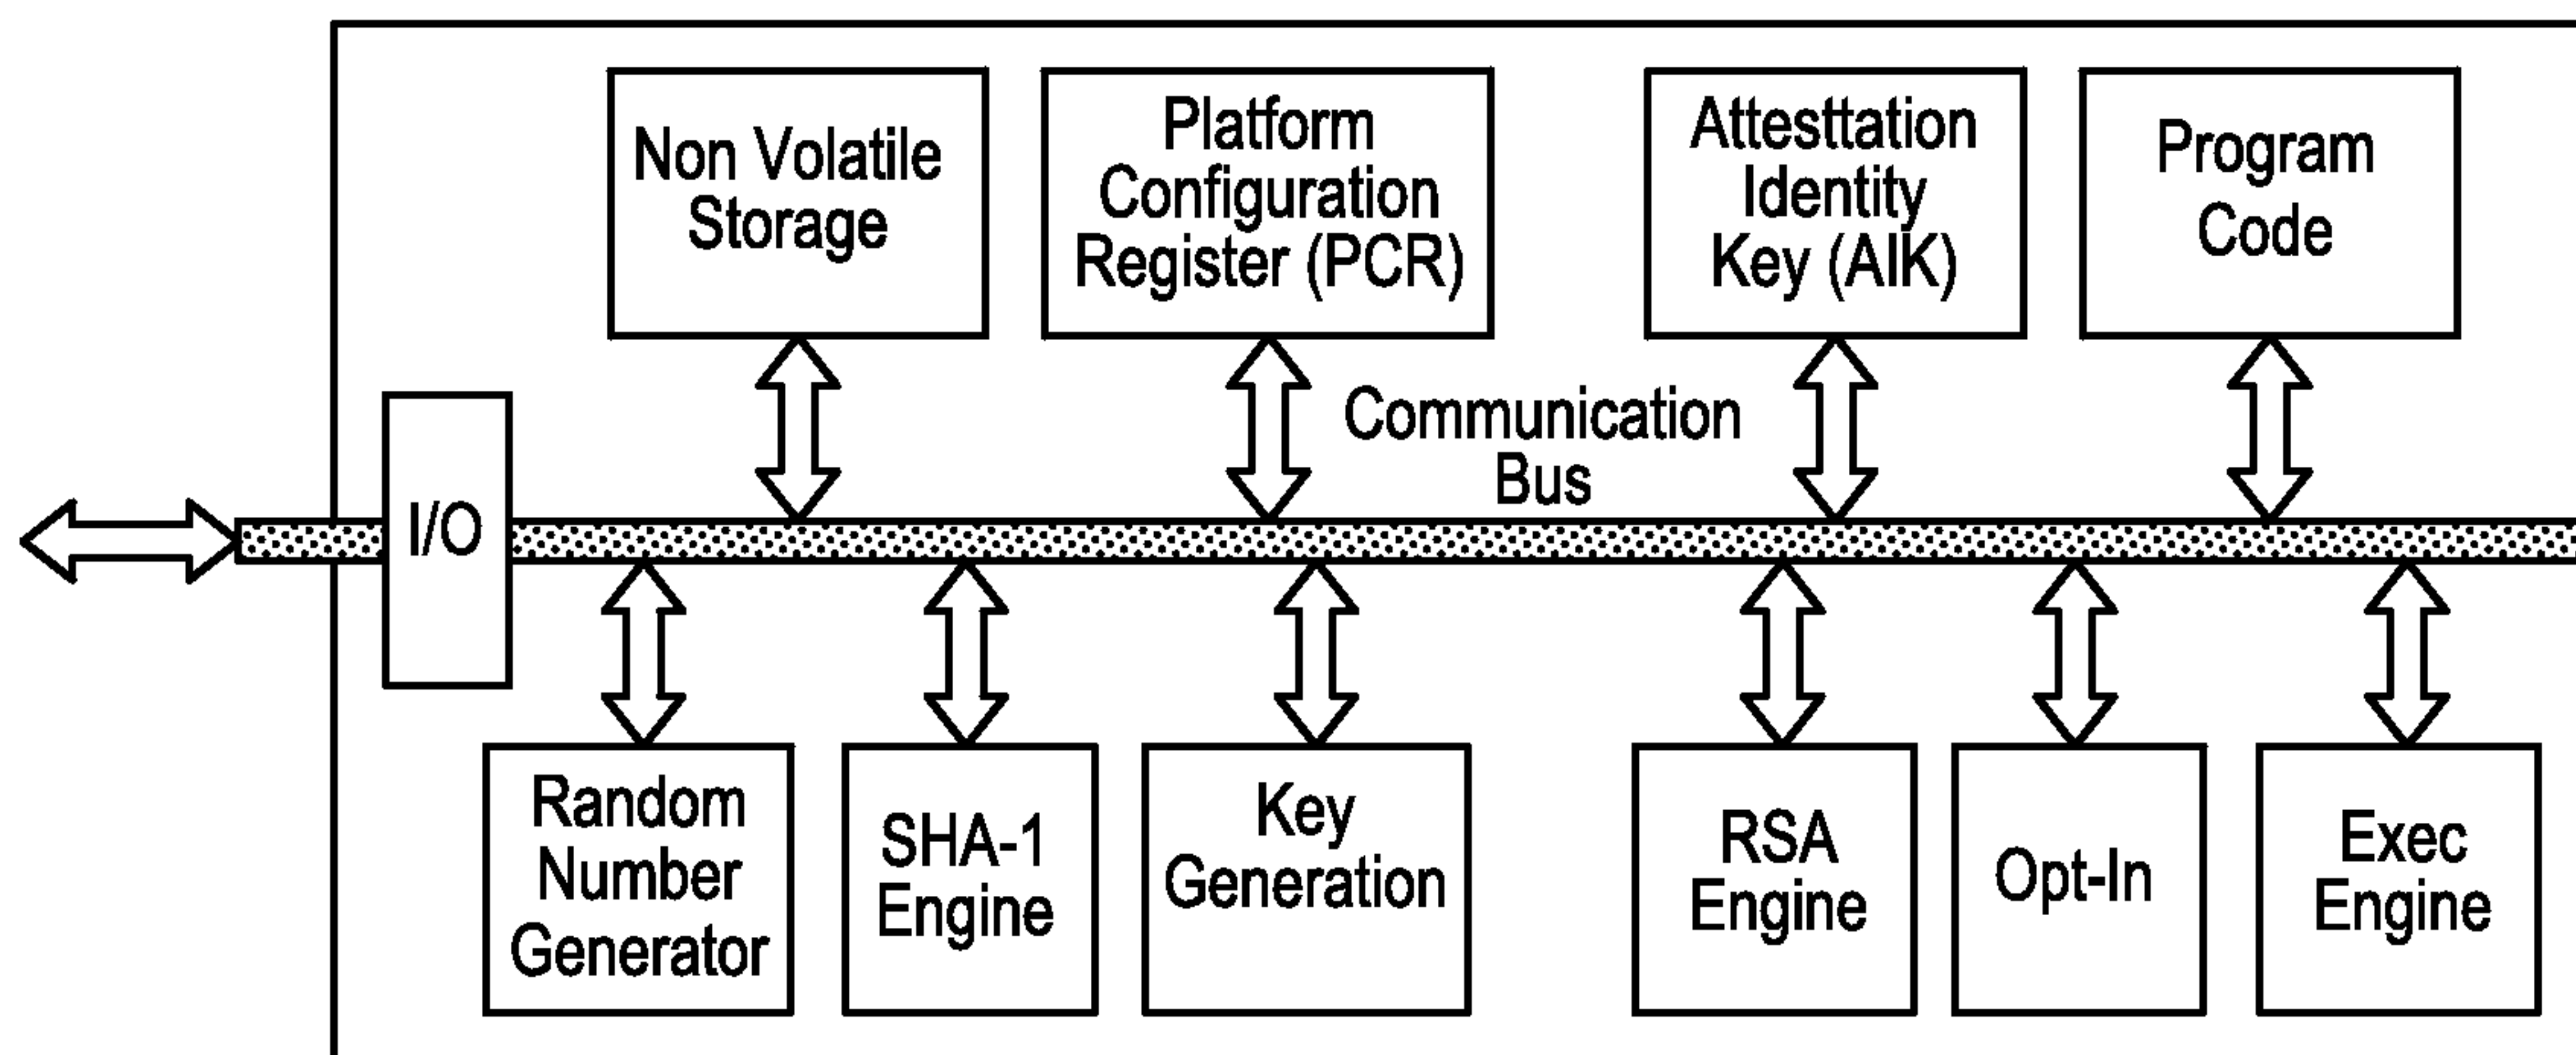 Non Volatile
Storage
Platform
Configuration
Register (PCR)
Attesttation
Identity
Key (AIK)
Program
Code
Communication
Bus
I/O
Random
Number
Generator
SHA-1
Engine
Key
Generation
RSA
Engine
Opt-In
Exec
Engine